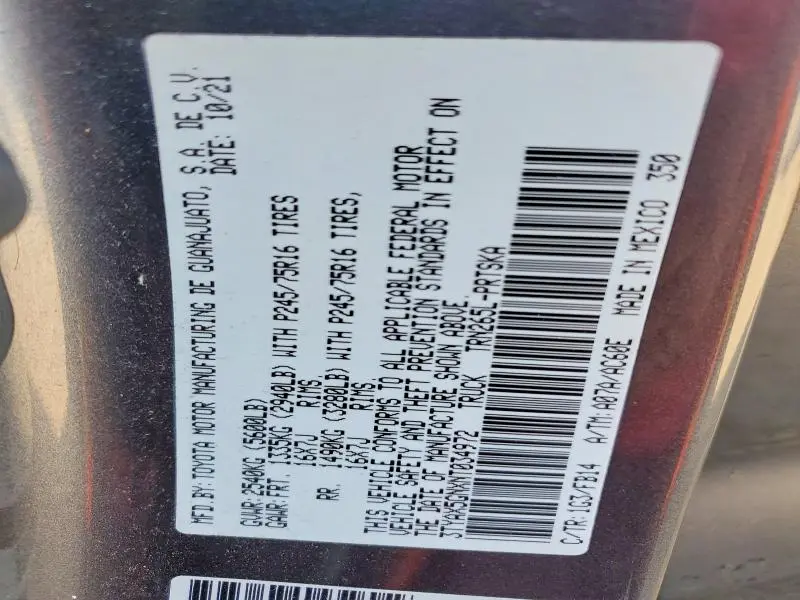 MFD.BY:TOYOTA MOTOR MANUFACTURING DE GUANAJUATO, S.A. DE C.V.
DATE: 10/21
GVWR:2540KG (5600LB)
GAWR:FRT. 1335KG (2940LB) WITH P245/75R16 TIRES
16X7J RIMS,
RR. 1490KG (3280LB) WITH P245/75R16 TIRES,
16X7J RIMS.
THIS VEHICLE CONFORMS TO ALL APPLICABLE FEDERAL MOTOR
VEHICLE SAFETY AND THEFT PREVENTION STANDARDS IN EFFECT ON
THE DATE OF MANUFACTURE SHOWN ABOVE.
3TYAX5GNXNT034972 TRUCK TRN265L-PRTSKA
C/TR:1G3/FB14 A/TM:A07A/AC60E MADE IN MEXICO 350